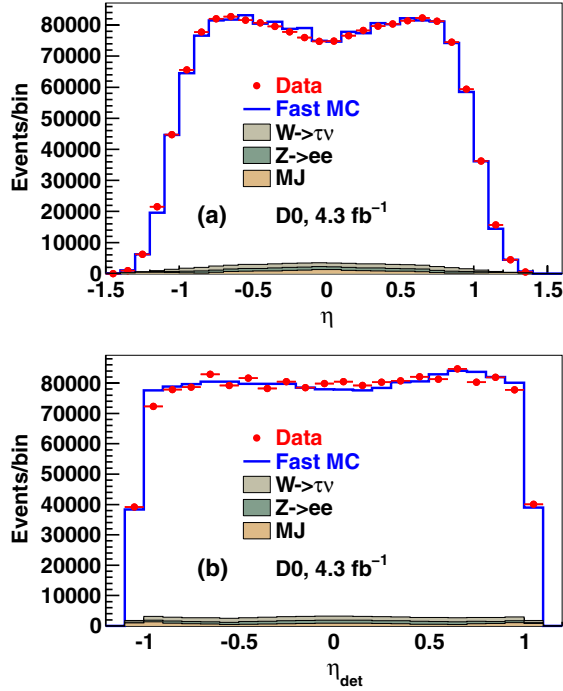 80000
70000
60000
50000
40000
30000
20000
10000
0
Events/bin
Data
Fast MC
W->τν
Z->ee
MJ
(a) D0, 4.3 fb⁻¹
-1.5 -1 -0.5 0 0.5 1 1.5
η
90000
80000
70000
60000
50000
40000
30000
20000
10000
0
Events/bin
Data
Fast MC
W->τν
Z->ee
MJ
(b) D0, 4.3 fb⁻¹
-1 -0.5 0 0.5 1
η_det